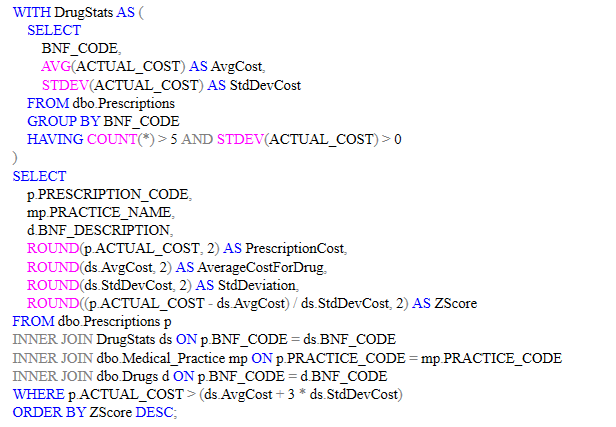 WITH DrugStats AS (
SELECT
BNF_CODE,
AVG(ACTUAL_COST) AS AvgCost,
STDEV(ACTUAL_COST) AS StdDevCost
FROM dbo.Prescriptions
GROUP BY BNF_CODE
HAVING COUNT(*) > 5 AND STDEV(ACTUAL_COST) > 0
)
SELECT
p.PRESCRIPTION_CODE,
mp.PRACTICE_NAME,
d.BNF_DESCRIPTION,
ROUND(p.ACTUAL_COST, 2) AS PrescriptionCost,
ROUND(ds.AvgCost, 2) AS AverageCostForDrug,
ROUND(ds.StdDevCost, 2) AS StdDeviation,
ROUND((p.ACTUAL_COST - ds.AvgCost) / ds.StdDevCost, 2) AS ZScore
FROM dbo.Prescriptions p
INNER JOIN DrugStats ds ON p.BNF_CODE = ds.BNF_CODE
INNER JOIN dbo.Medical_Practice mp ON p.PRACTICE_CODE = mp.PRACTICE_CODE
INNER JOIN dbo.Drugs d ON p.BNF_CODE = d.BNF_CODE
WHERE p.ACTUAL_COST > (ds.AvgCost + 3 * ds.StdDevCost)
ORDER BY ZScore DESC;